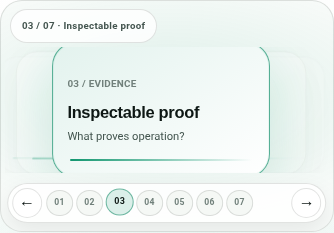 03 / 07 · Inspectable proof
03 / EVIDENCE
Inspectable proof
What proves operation?
← 01 02 03 04 05 06 07 →